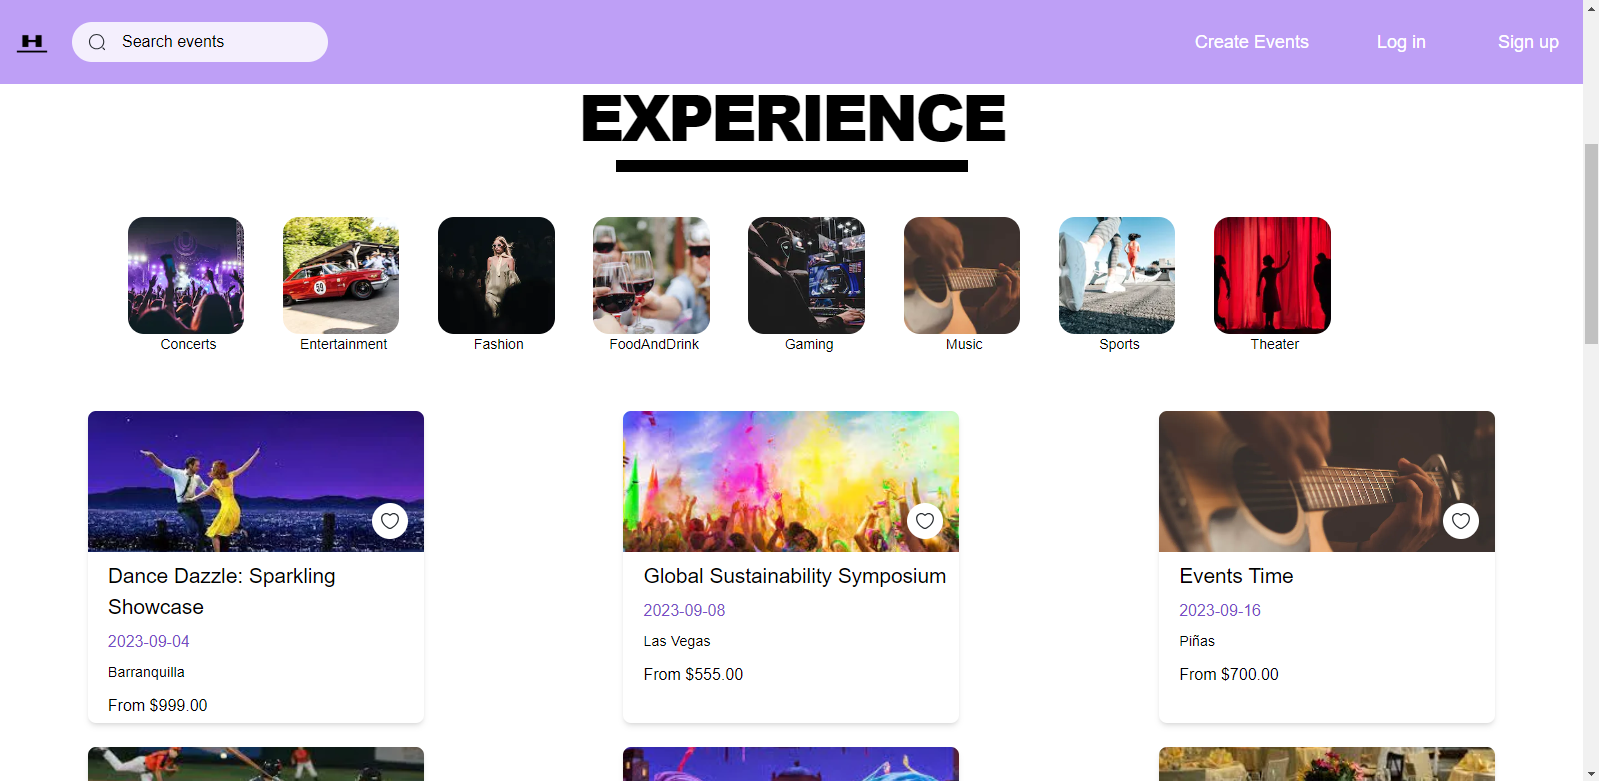 H
Search events
Create Events
Log in
Sign up
EXPERIENCE
59
Concerts
Entertainment
Fashion
FoodAndDrink
Gaming
Music
Sports
Theater
Dance Dazzle: Sparkling
Showcase
2023-09-04
Barranquilla
From $999.00
Global Sustainability Symposium
2023-09-08
Las Vegas
From $555.00
Events Time
2023-09-16
Piñas
From $700.00